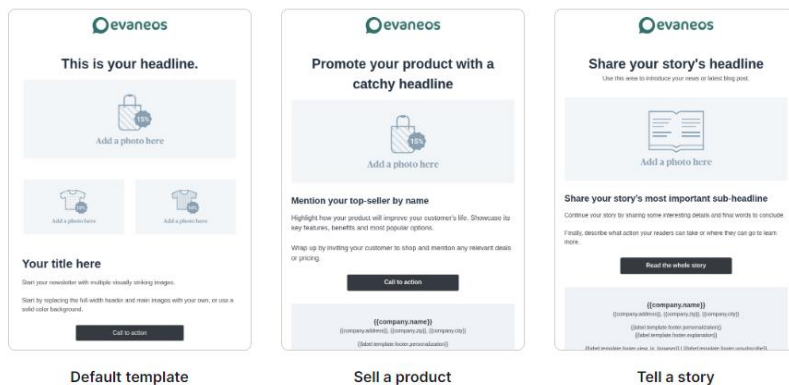 evaneos
This is your headline.
15%
Add a photo here
Add a photo here
Add a photo here
Your title here
Start your newsletter with multiple visually striking images.
Start by replacing the full-width header and main images with your own, or use a
solid color background.
Call to action
Default template
evaneos
Promote your product with a
catchy headline
15%
Add a photo here
Mention your top-seller by name
Highlight how your product will improve your customer's life. Showcase its
key features, benefits and most popular options.
Wrap up by inviting your customer to shop and mention any relevant deals
or pricing.
Call to action
{{company.name}}
{{company.address}}, {{company.zip}}, {{company.city}}
{{label.template.footer.personalization}}
Sell a product
evaneos
Share your story's headline
Use this area to introduce your news or latest blog post.
Add a photo here
Share your story's most important sub-headline
Continue your story by sharing some interesting details and final words to conclude.
Finally, describe what action your readers can take or where they can go to learn
more.
Read the whole story
{{company.name}}
{{company.address}}, {{company.zip}}, {{company.city}}
{{label.template.footer.personalization}}
{{label.template.footer.explanation}}
Tell a story